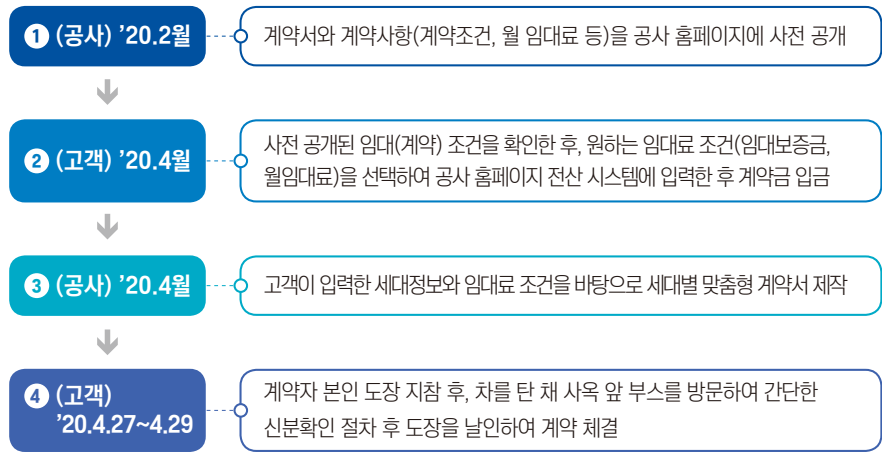 ❶ (공사) ’20.2월
계약서와 계약사항(계약조건, 월 임대료 등)을 공사 홈페이지에 사전 공개
❷ (고객) ’20.4월
사전 공개된 임대(계약) 조건을 확인한 후, 원하는 임대료 조건(임대보증금,
월임대료)을 선택하여 공사 홈페이지 전산 시스템에 입력한 후 계약금 입금
❸ (공사) ’20.4월
고객이 입력한 세대정보와 임대료 조건을 바탕으로 세대별 맞춤형 계약서 제작
❹ (고객)
’20.4.27~4.29
계약자 본인 도장 지참 후, 차를 탄 채 사옥 앞 부스를 방문하여 간단한
신분확인 절차 후 도장을 날인하여 계약 체결